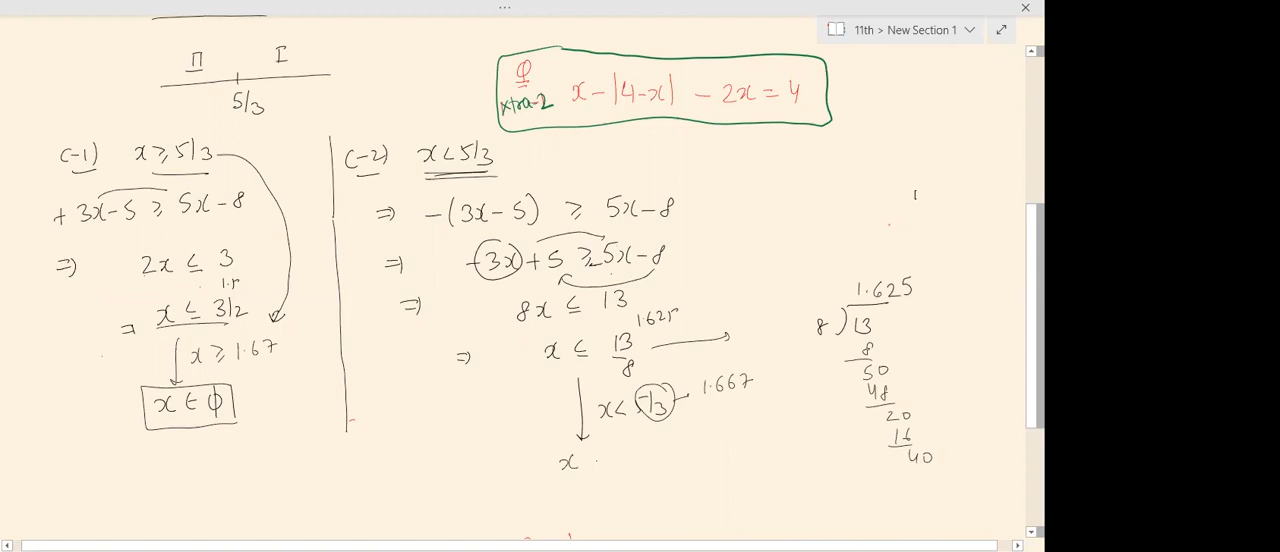 11th > New Section 1
II I
5/3
Q x - |4-x| - 2x = 4
xtra-2
C-1) x ≥ 5/3
+ 3x-5 ≥ 5x-8
⇒ 2x ≤ 3
1.5
⇒ x ≤ 3/2
x ≥ 1.67
x ∈ ϕ
C-2) x < 5/3
⇒ -(3x-5) ≥ 5x-8
⇒ -3x+5 ≥ 5x-8
⇒ 8x ≤ 13
⇒ x ≤ 13/8 1.625
x < 5/3 1.667
x
1.625
8 ) 13
8
50
48
20
16
40